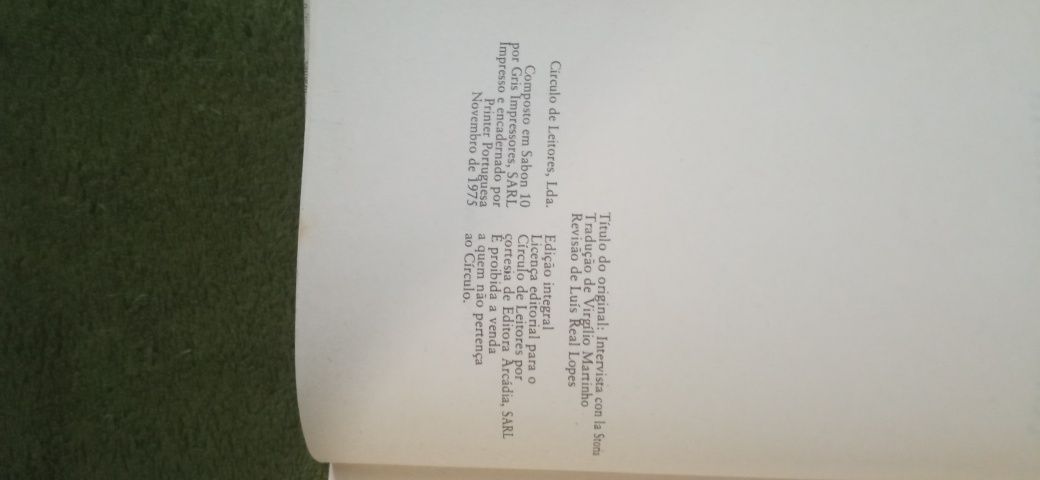 Título do original: Intervista con la Storia
Tradução de Virgílio Martinho
Revisão de Luís Real Lopes
Círculo de Leitores, Lda.
Composto em Sabon 10
por Gris Impressores, SARL
Impresso e encadernado por
Printer Portuguesa
Novembro de 1975
Edição integral
Licença editorial para o
Círculo de Leitores por
cortesia de Editora Arcádia, SARL
É proibida a venda
a quem não pertença
ao Círculo.